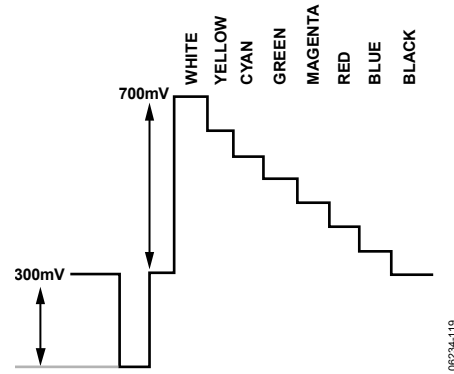 WHITE
YELLOW
CYAN
GREEN
MAGENTA
RED
BLUE
BLACK
700mV
300mV
06234-119